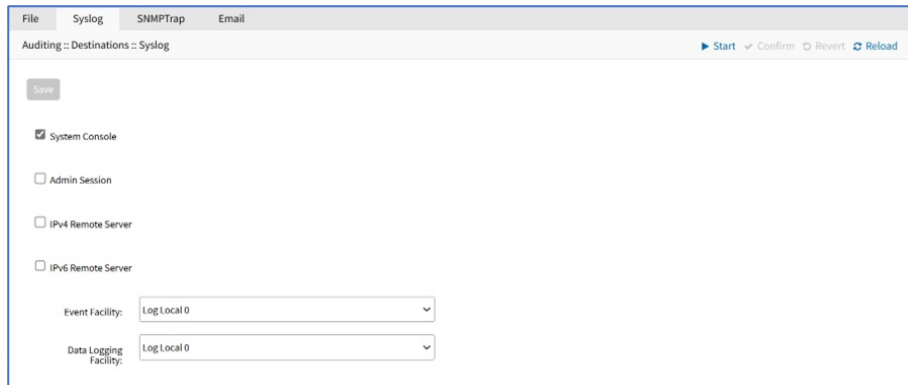 File Syslog SNMPTrap Email
Auditing :: Destinations :: Syslog Start Confirm Revert Reload
Save
System Console
Admin Session
IPv4 Remote Server
IPv6 Remote Server
Event Facility: Log Local 0
Data Logging Log Local 0
Facility: